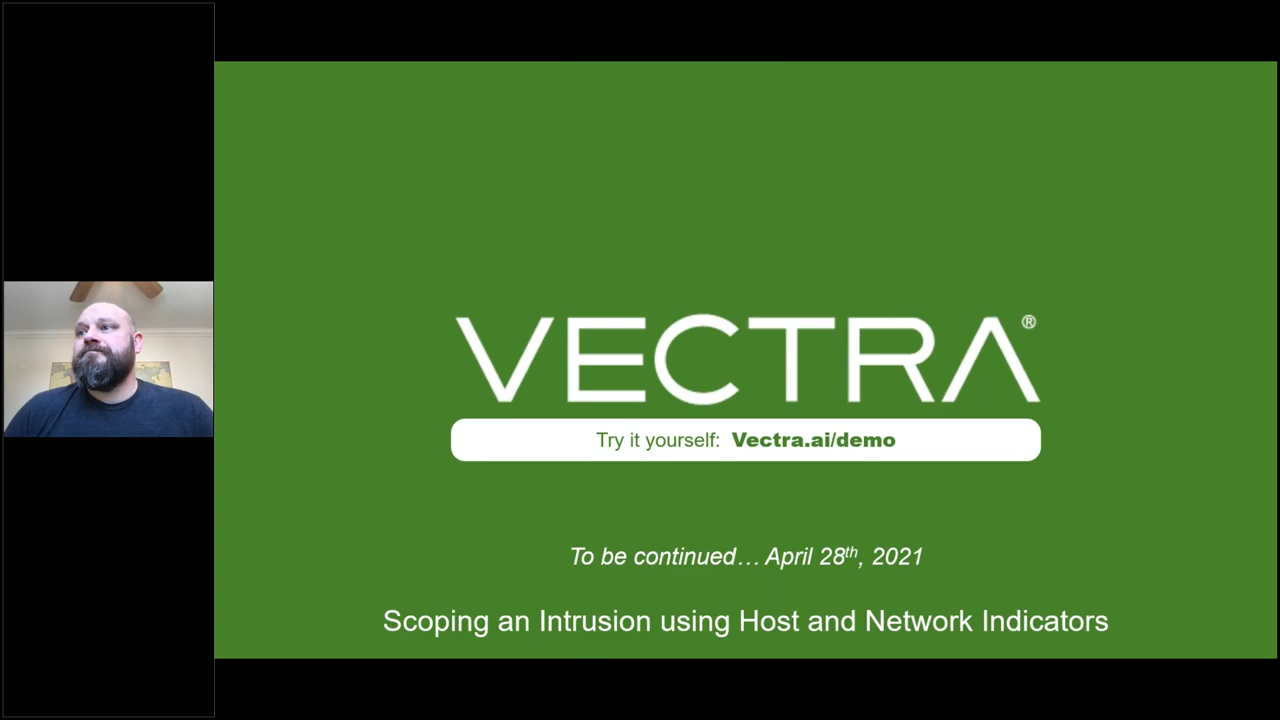 VECTRA®
Try it yourself: Vectra.ai/demo
To be continued… April 28th, 2021
Scoping an Intrusion using Host and Network Indicators